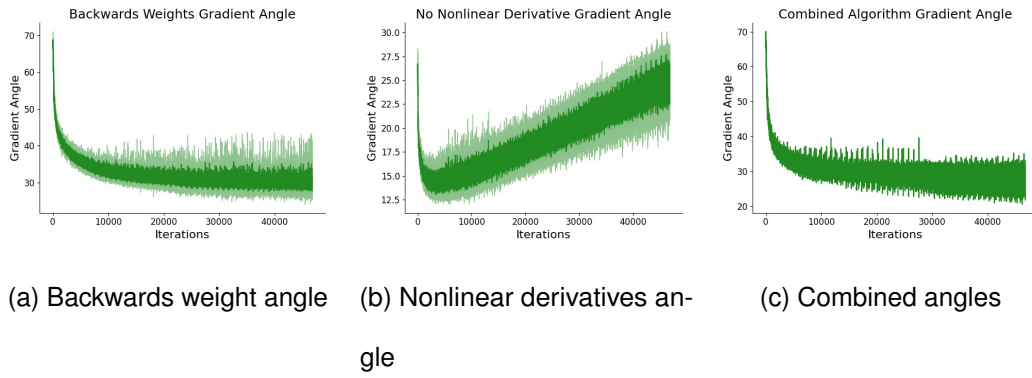 Backwards Weights Gradient Angle
70
60
50
40
30
Gradient Angle
0 10000 20000 30000 40000
Iterations
No Nonlinear Derivative Gradient Angle
30.0
27.5
25.0
22.5
20.0
17.5
15.0
12.5
Gradient Angle
0 10000 20000 30000 40000
Iterations
Combined Algorithm Gradient Angle
70
60
50
40
30
20
Gradient Angle
0 10000 20000 30000 40000
Iterations
(a) Backwards weight angle
(b) Nonlinear derivatives an-
gle
(c) Combined angles